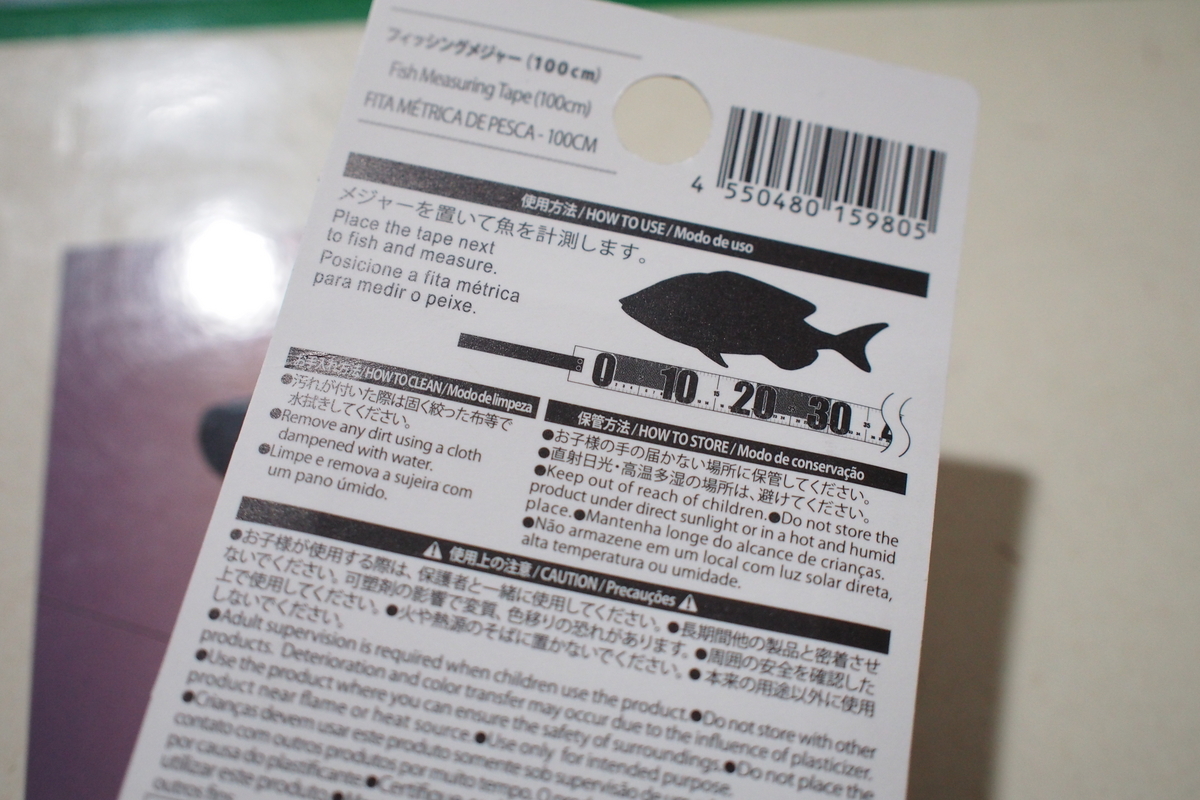 フィッシングメジャー (100cm)
Fish Measuring Tape (100cm)
FITA MÉTRICA DE PESCA - 100CM
4 550480 159805
使用方法 / HOW TO USE / Modo de uso
メジャーを置いて魚を計測します。
Place the tape next
to fish and measure.
Posicione a fita métrica
para medir o peixe.
0 10 20 30
お手入れ方法 / HOW TO CLEAN / Modo de limpeza
●汚れが付いた際は固く絞った布等で
水拭きしてください。
●Remove any dirt using a cloth
dampened with water.
●Limpe e remova a sujeira com
um pano úmido.
保管方法 / HOW TO STORE / Modo de conservação
●お子様の手の届かない場所に保管してください。
●直射日光・高温多湿の場所は、避けてください。
●Keep out of reach of children.●Do not store the
product under direct sunlight or in a hot and humid
place.●Mantenha longe do alcance de crianças.
●Não armazene em um local com luz solar direta,
alta temperatura ou umidade.
使用上の注意 / CAUTION / Precauções
●お子様が使用する際は、保護者と一緒に使用してください。●長期間他の製品と密着させ
ないでください。可塑剤の影響で変質、色移りの恐れがあります。●周囲の安全を確認した
上で使用してください。●火や熱源のそばに置かないでください。●本来の用途以外に使用
しないでください。
●Adult supervision is required when children use the product.●Do not store with other
products. Deterioration and color transfer may occur due to the influence of plasticizer.
●Use the product where you can ensure the safety of surroundings.●Do not place the
product near flame or heat source.●Use only for intended purpose.
●Crianças devem usar este produto somente sob supervisão de
contato com outros produtos por muito tempo. O
por causa do plastificante.●Certifique
utilizar este produto.
outros fins.